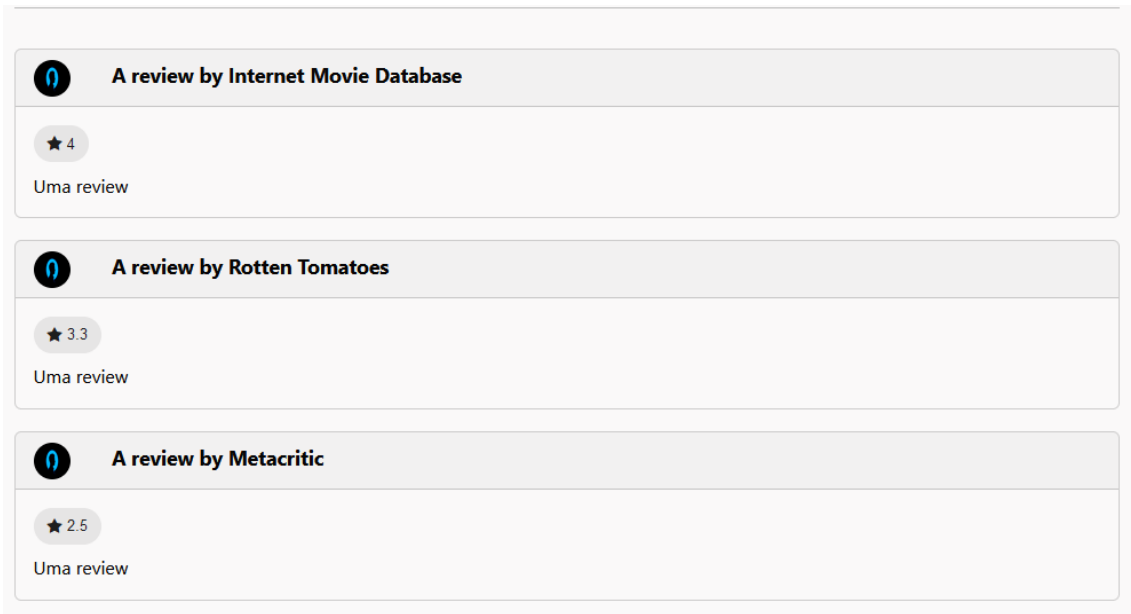 A review by Internet Movie Database
★ 4
Uma review
A review by Rotten Tomatoes
★ 3.3
Uma review
A review by Metacritic
★ 2.5
Uma review